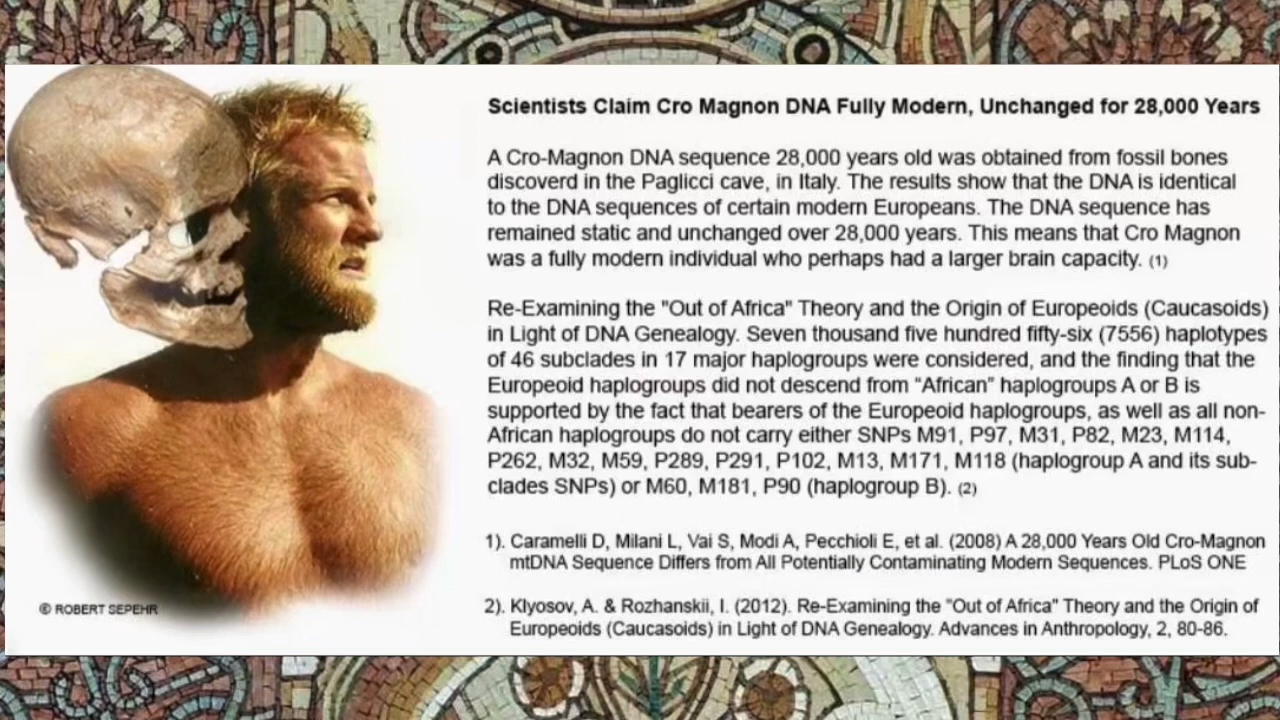 Scientists Claim Cro Magnon DNA Fully Modern, Unchanged for 28,000 Years
A Cro-Magnon DNA sequence 28,000 years old was obtained from fossil bones
discoverd in the Paglicci cave, in Italy. The results show that the DNA is identical
to the DNA sequences of certain modern Europeans. The DNA sequence has
remained static and unchanged over 28,000 years. This means that Cro Magnon
was a fully modern individual who perhaps had a larger brain capacity. (1)
Re-Examining the "Out of Africa" Theory and the Origin of Europeoids (Caucasoids)
in Light of DNA Genealogy. Seven thousand five hundred fifty-six (7556) haplotypes
of 46 subclades in 17 major haplogroups were considered, and the finding that the
Europeoid haplogroups did not descend from "African" haplogroups A or B is
supported by the fact that bearers of the Europeoid haplogroups, as well as all non-
African haplogroups do not carry either SNPs M91, P97, M31, P82, M23, M114,
P262, M32, M59, P289, P291, P102, M13, M171, M118 (haplogroup A and its sub-
clades SNPs) or M60, M181, P90 (haplogroup B). (2)
1). Caramelli D, Milani L, Vai S, Modi A, Pecchioli E, et al. (2008) A 28,000 Years Old Cro-Magnon
mtDNA Sequence Differs from All Potentially Contaminating Modern Sequences. PLoS ONE
2). Klyosov, A. & Rozhanskii, I. (2012). Re-Examining the "Out of Africa" Theory and the Origin of
Europeoids (Caucasoids) in Light of DNA Genealogy. Advances in Anthropology, 2, 80-86.
© ROBERT SEPEHR